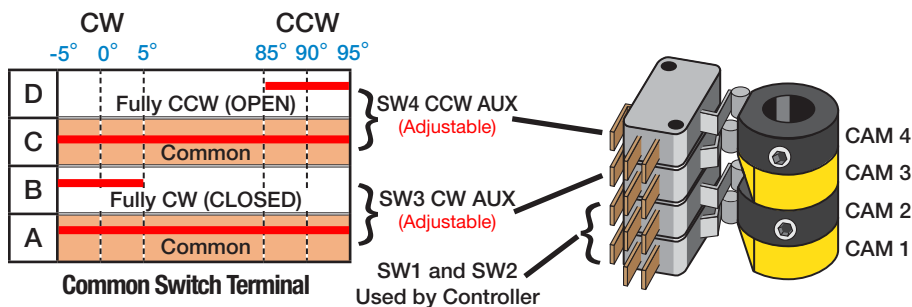 CW
CCW
-5° 0° 5° 85° 90° 95°
D
Fully CCW (OPEN)
C
Common
B
Fully CW (CLOSED)
A
Common
Common Switch Terminal
SW4 CCW AUX
(Adjustable)
SW3 CW AUX
(Adjustable)
SW1 and SW2
Used by Controller
CAM 4
CAM 3
CAM 2
CAM 1